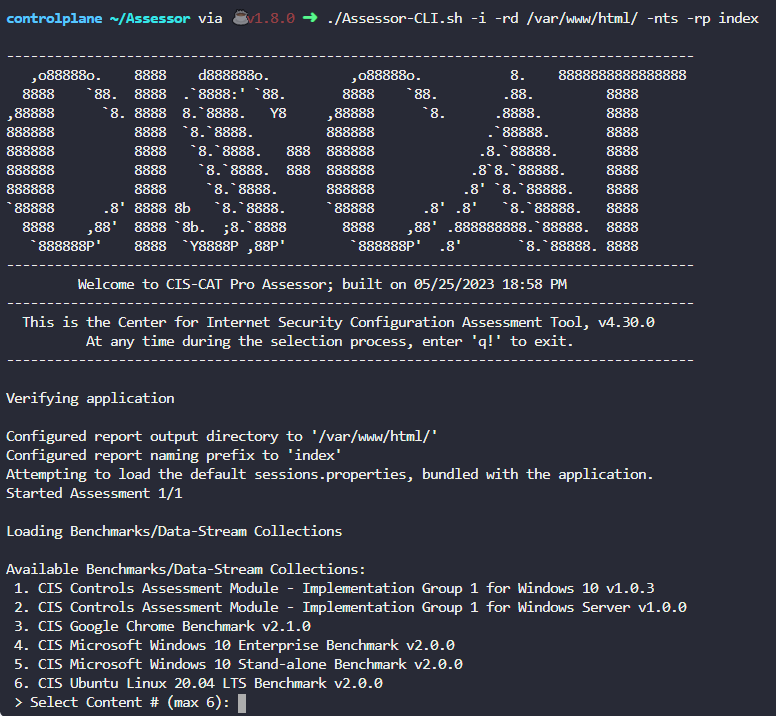 controlplane ~/Assessor via ☕v1.8.0 ➜ ./Assessor-CLI.sh -i -rd /var/www/html/ -nts -rp index
--------------------------------------------------------------------------------------
   ,o88888o.    8888    d888888o.          ,o88888o.           8.    8888888888888888
  8888    `88.  8888  .`8888:' `88.       8888    `88.        .88.         8888
,88888      `8. 8888  8.`8888.   Y8     ,88888      `8.      .8888.        8888
888888          8888  `8.`8888.         888888              .`88888.       8888
888888          8888   `8.`8888.   888  888888             .8.`88888.      8888
888888          8888    `8.`8888.  888  888888            .8`8.`88888.     8888
888888          8888     `8.`8888.      888888           .8' `8.`88888.    8888
`88888      .8' 8888 8b   `8.`8888.     `88888      .8' .8'   `8.`88888.   8888
  8888    ,88'  8888 `8b.  ;8.`8888       8888    ,88' .888888888.`88888.  8888
   `888888P'    8888  `Y8888P ,88P'        `888888P'  .8'       `8.`88888. 8888
--------------------------------------------------------------------------------------
Welcome to CIS-CAT Pro Assessor; built on 05/25/2023 18:58 PM
--------------------------------------------------------------------------------------
This is the Center for Internet Security Configuration Assessment Tool, v4.30.0
At any time during the selection process, enter 'q!' to exit.
--------------------------------------------------------------------------------------
Verifying application
Configured report output directory to '/var/www/html/'
Configured report naming prefix to 'index'
Attempting to load the default sessions.properties, bundled with the application.
Started Assessment 1/1
Loading Benchmarks/Data-Stream Collections
Available Benchmarks/Data-Stream Collections:
1. CIS Controls Assessment Module - Implementation Group 1 for Windows 10 v1.0.3
2. CIS Controls Assessment Module - Implementation Group 1 for Windows Server v1.0.0
3. CIS Google Chrome Benchmark v2.1.0
4. CIS Microsoft Windows 10 Enterprise Benchmark v2.0.0
5. CIS Microsoft Windows 10 Stand-alone Benchmark v2.0.0
6. CIS Ubuntu Linux 20.04 LTS Benchmark v2.0.0
> Select Content # (max 6):